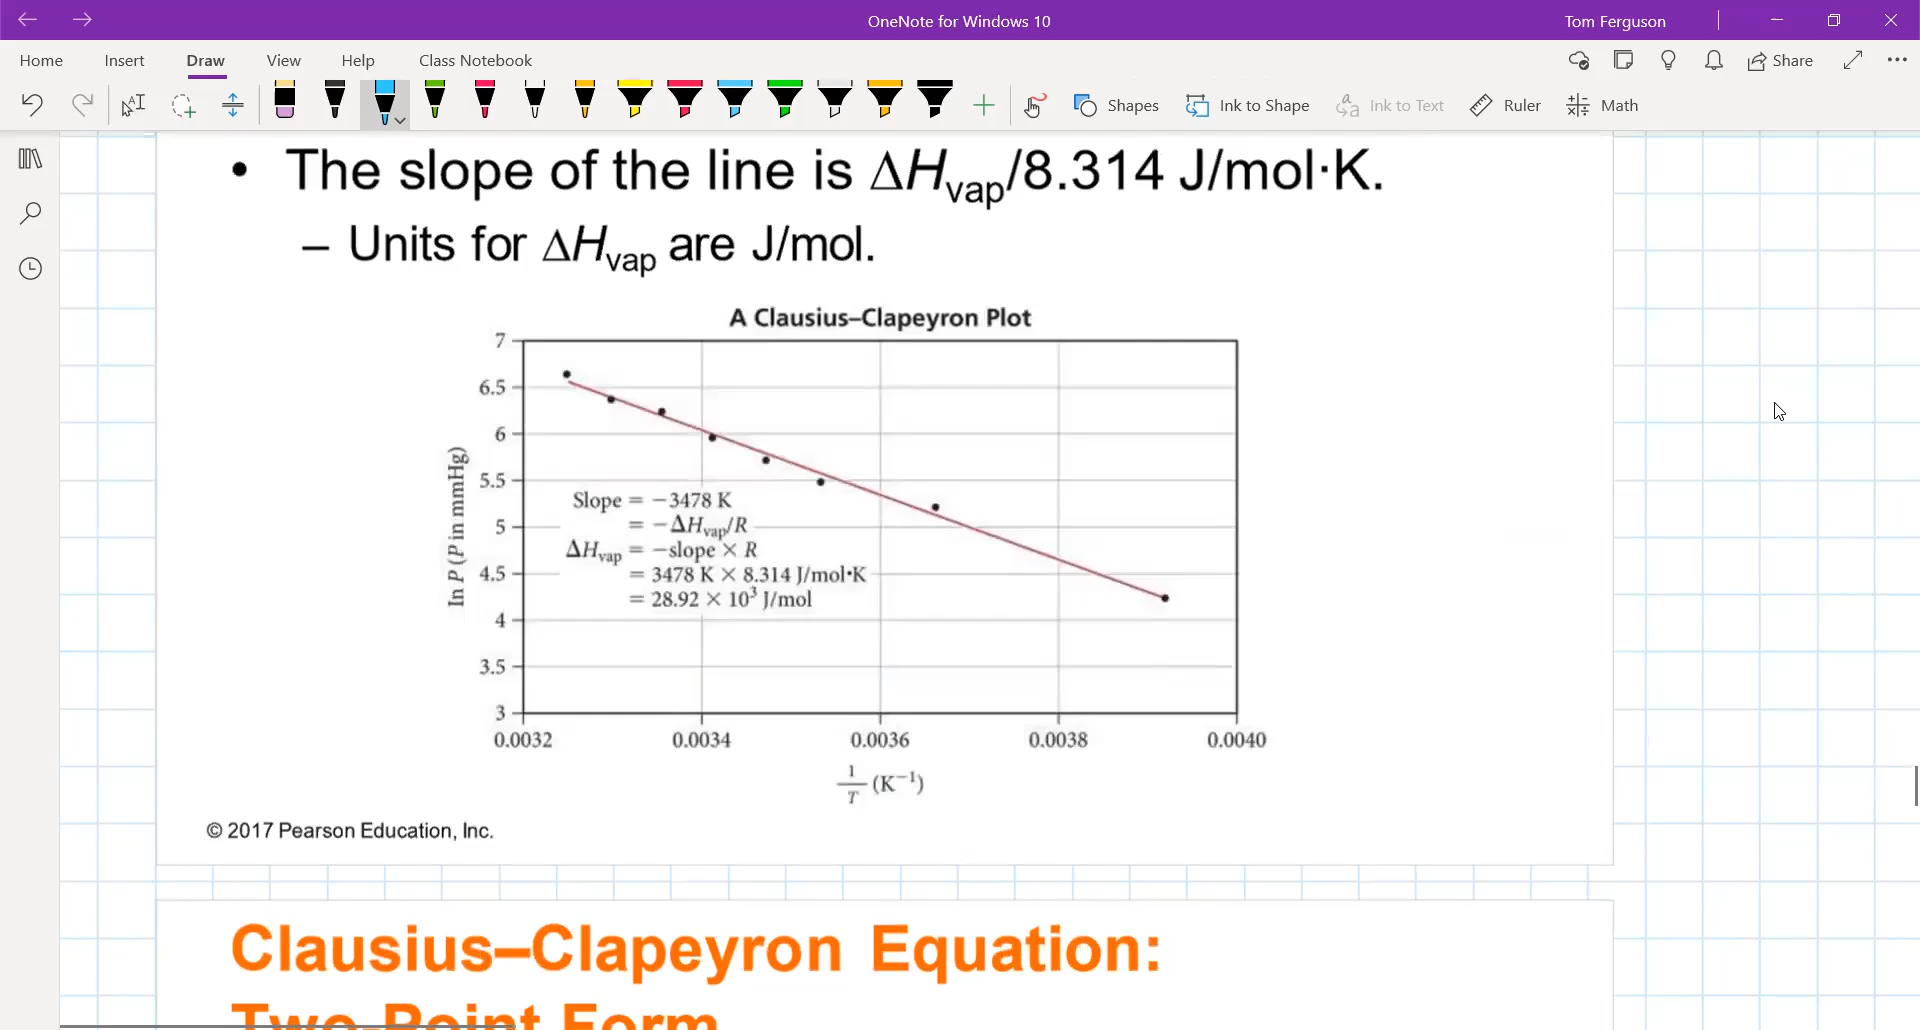 OneNote for Windows 10
Tom Ferguson
Home Insert Draw View Help Class Notebook
Share
Shapes Ink to Shape Ink to Text Ruler Math
• The slope of the line is ΔHvap/8.314 J/mol·K.
– Units for ΔHvap are J/mol.
A Clausius–Clapeyron Plot
7
6.5
6
5.5
5
4.5
4
3.5
3
ln P (P in mmHg)
Slope = −3478 K
= −ΔHvap/R
ΔHvap = −slope × R
= 3478 K × 8.314 J/mol•K
= 28.92 × 10³ J/mol
0.0032 0.0034 0.0036 0.0038 0.0040
1/T (K⁻¹)
© 2017 Pearson Education, Inc.
Clausius–Clapeyron Equation:
Two-Point Form